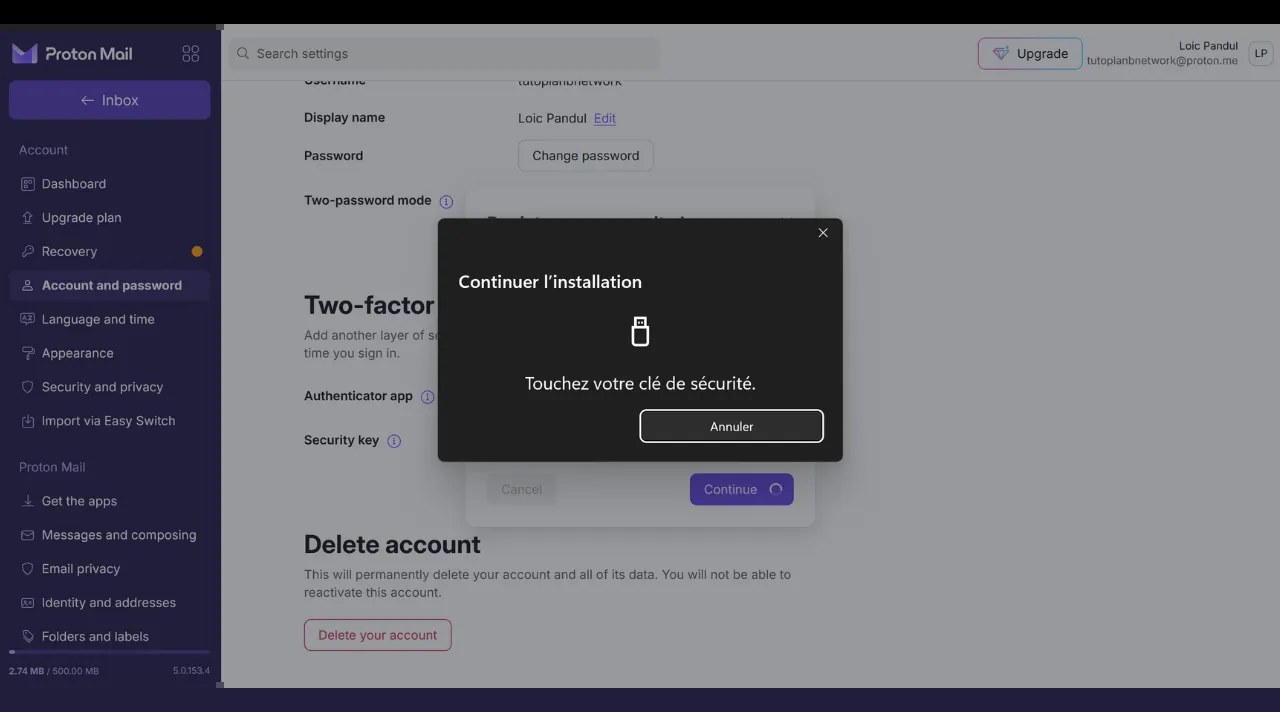 Proton Mail
Inbox
Account
Dashboard
Upgrade plan
Recovery
Account and password
Language and time
Appearance
Security and privacy
Import via Easy Switch
Proton Mail
Get the apps
Messages and composing
Email privacy
Identity and addresses
Folders and labels
2.74 MB / 500.00 MB
5.0.153.4
Search settings
Upgrade
Loic Pandul
tutoplanbnetwork@proton.me
LP
Username
tutoplanbnetwork
Display name
Loic Pandul Edit
Password
Change password
Two-password mode
Two-factor
Add another layer of
time you sign in.
Authenticator app
Security key
Continuer l'installation
Touchez votre clé de sécurité.
Annuler
Cancel
Continue
Delete account
This will permanently delete your account and all of its data. You will not be able to
reactivate this account.
Delete your account